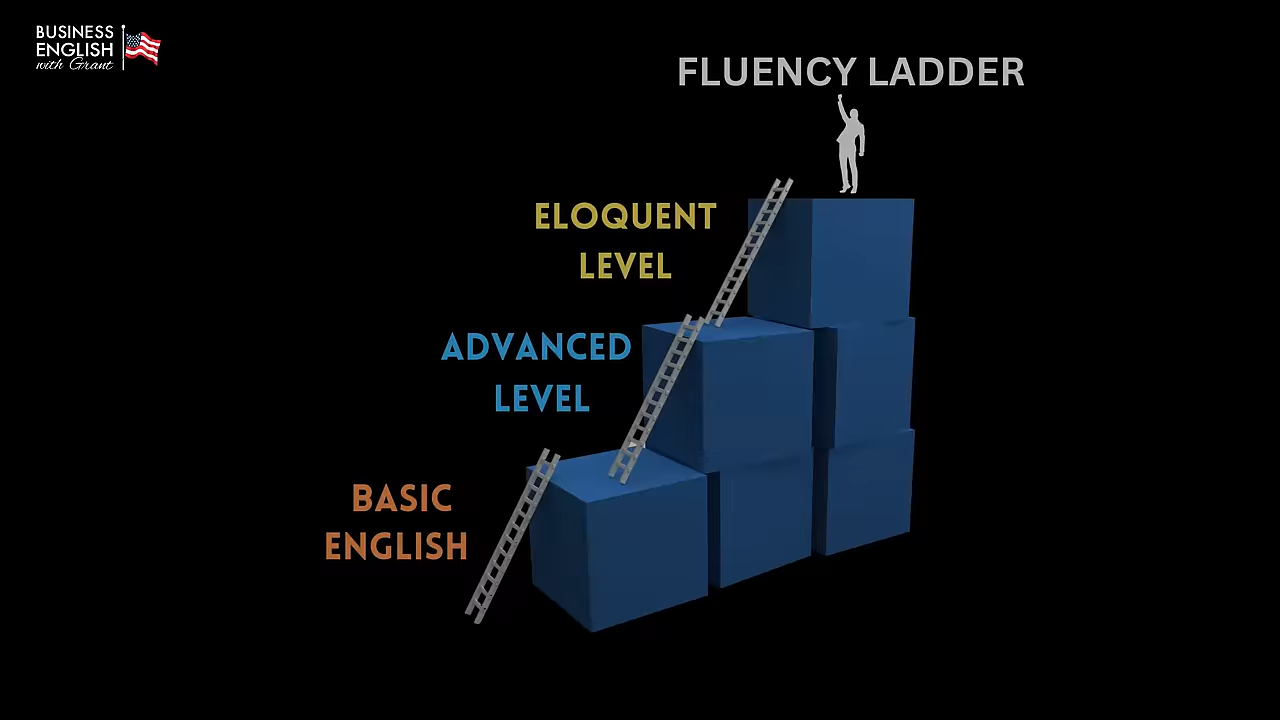 BUSINESS
ENGLISH
with Grant
FLUENCY LADDER
ELOQUENT
LEVEL
ADVANCED
LEVEL
BASIC
ENGLISH